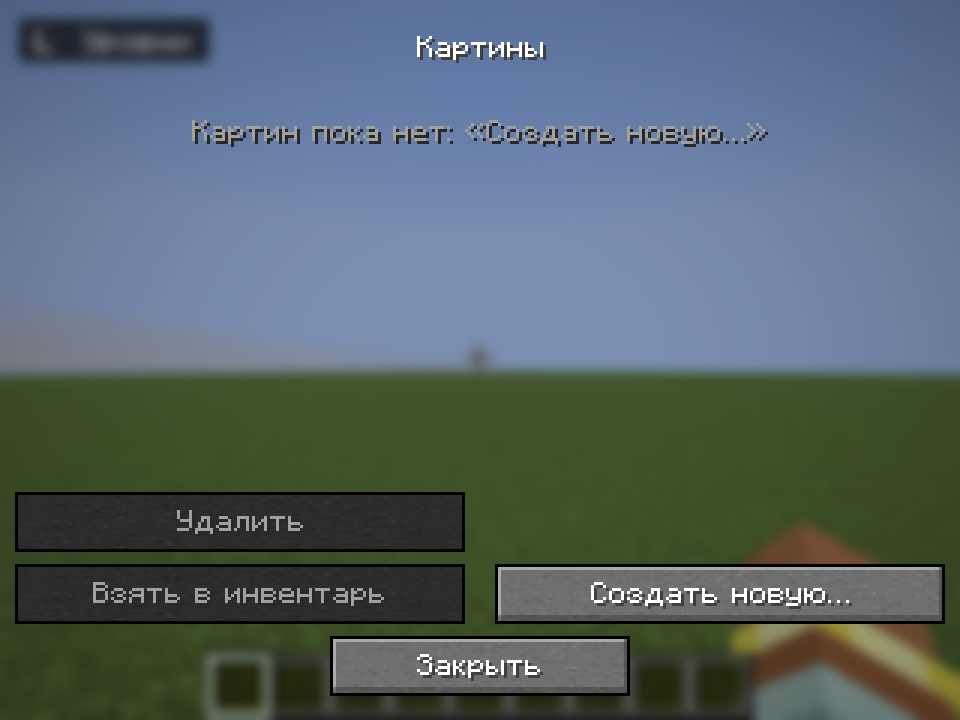 Картины
Картин пока нет: «Создать новую...»
Удалить
Взять в инвентарь
Создать новую...
Закрыть